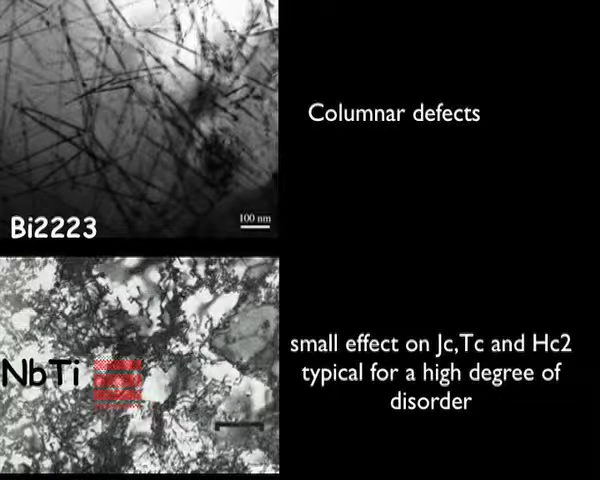 Columnar defects
100 nm
Bi2223
small effect on Jc,Tc and Hc2
NbTi
typical for a high degree of
disorder